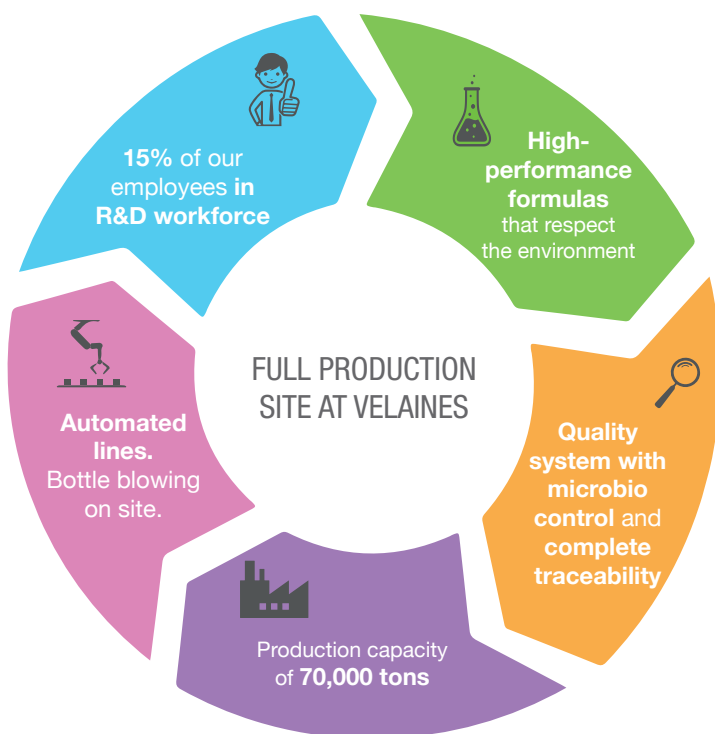 15% of our
employees in
R&D workforce
High-
performance
formulas
that respect
the environment
FULL PRODUCTION
SITE AT VELAINES
Automated
lines.
Bottle blowing
on site.
Quality
system with
microbio
control and
complete
traceability
Production capacity
of 70,000 tons